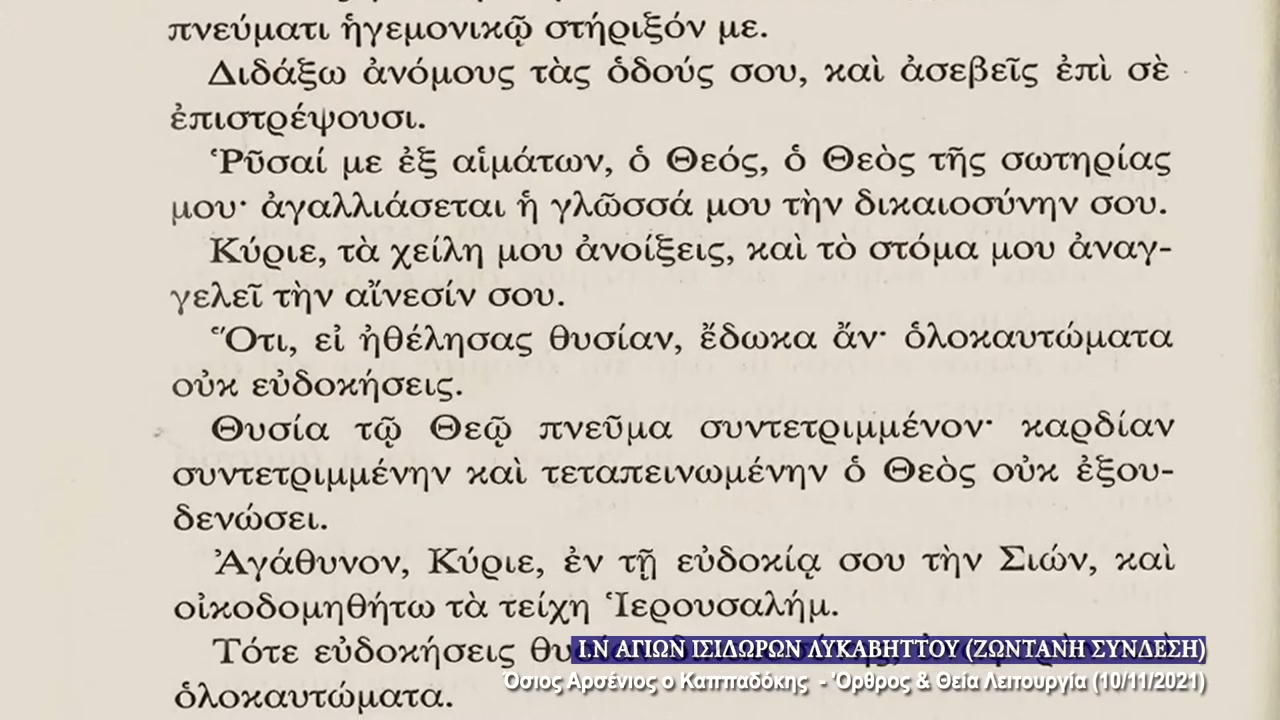 πνεύματι ἡγεμονικῷ στήριξόν με.
Διδάξω ἀνόμους τὰς ὁδούς σου, καὶ ἀσεβεῖς ἐπὶ σὲ
ἐπιστρέψουσι.
Ῥῦσαί με ἐξ αἱμάτων, ὁ Θεός, ὁ Θεὸς τῆς σωτηρίας
μου· ἀγαλλιάσεται ἡ γλῶσσά μου τὴν δικαιοσύνην σου.
Κύριε, τὰ χείλη μου ἀνοίξεις, καὶ τὸ στόμα μου ἀναγ-
γελεῖ τὴν αἴνεσίν σου.
Ὅτι, εἰ ἠθέλησας θυσίαν, ἔδωκα ἄν· ὁλοκαυτώματα
οὐκ εὐδοκήσεις.
Θυσία τῷ Θεῷ πνεῦμα συντετριμμένον· καρδίαν
συντετριμμένην καὶ τεταπεινωμένην ὁ Θεὸς οὐκ ἐξου-
δενώσει.
Ἀγάθυνον, Κύριε, ἐν τῇ εὐδοκίᾳ σου τὴν Σιών, καὶ
οἰκοδομηθήτω τὰ τείχη Ἱερουσαλήμ.
Τότε εὐδοκήσεις
Ι.Ν ΑΓΙΩΝ ΙΣΙΔΩΡΩΝ ΛΥΚΑΒΗΤΤΟΥ (ΖΩΝΤΑΝΗ ΣΥΝΔΕΣΗ)
Όσιος Αρσένιος ο Καππαδόκης - 'Ορθρος & Θεία Λειτουργία (10/11/2021)
ὁλοκαυτώματα.